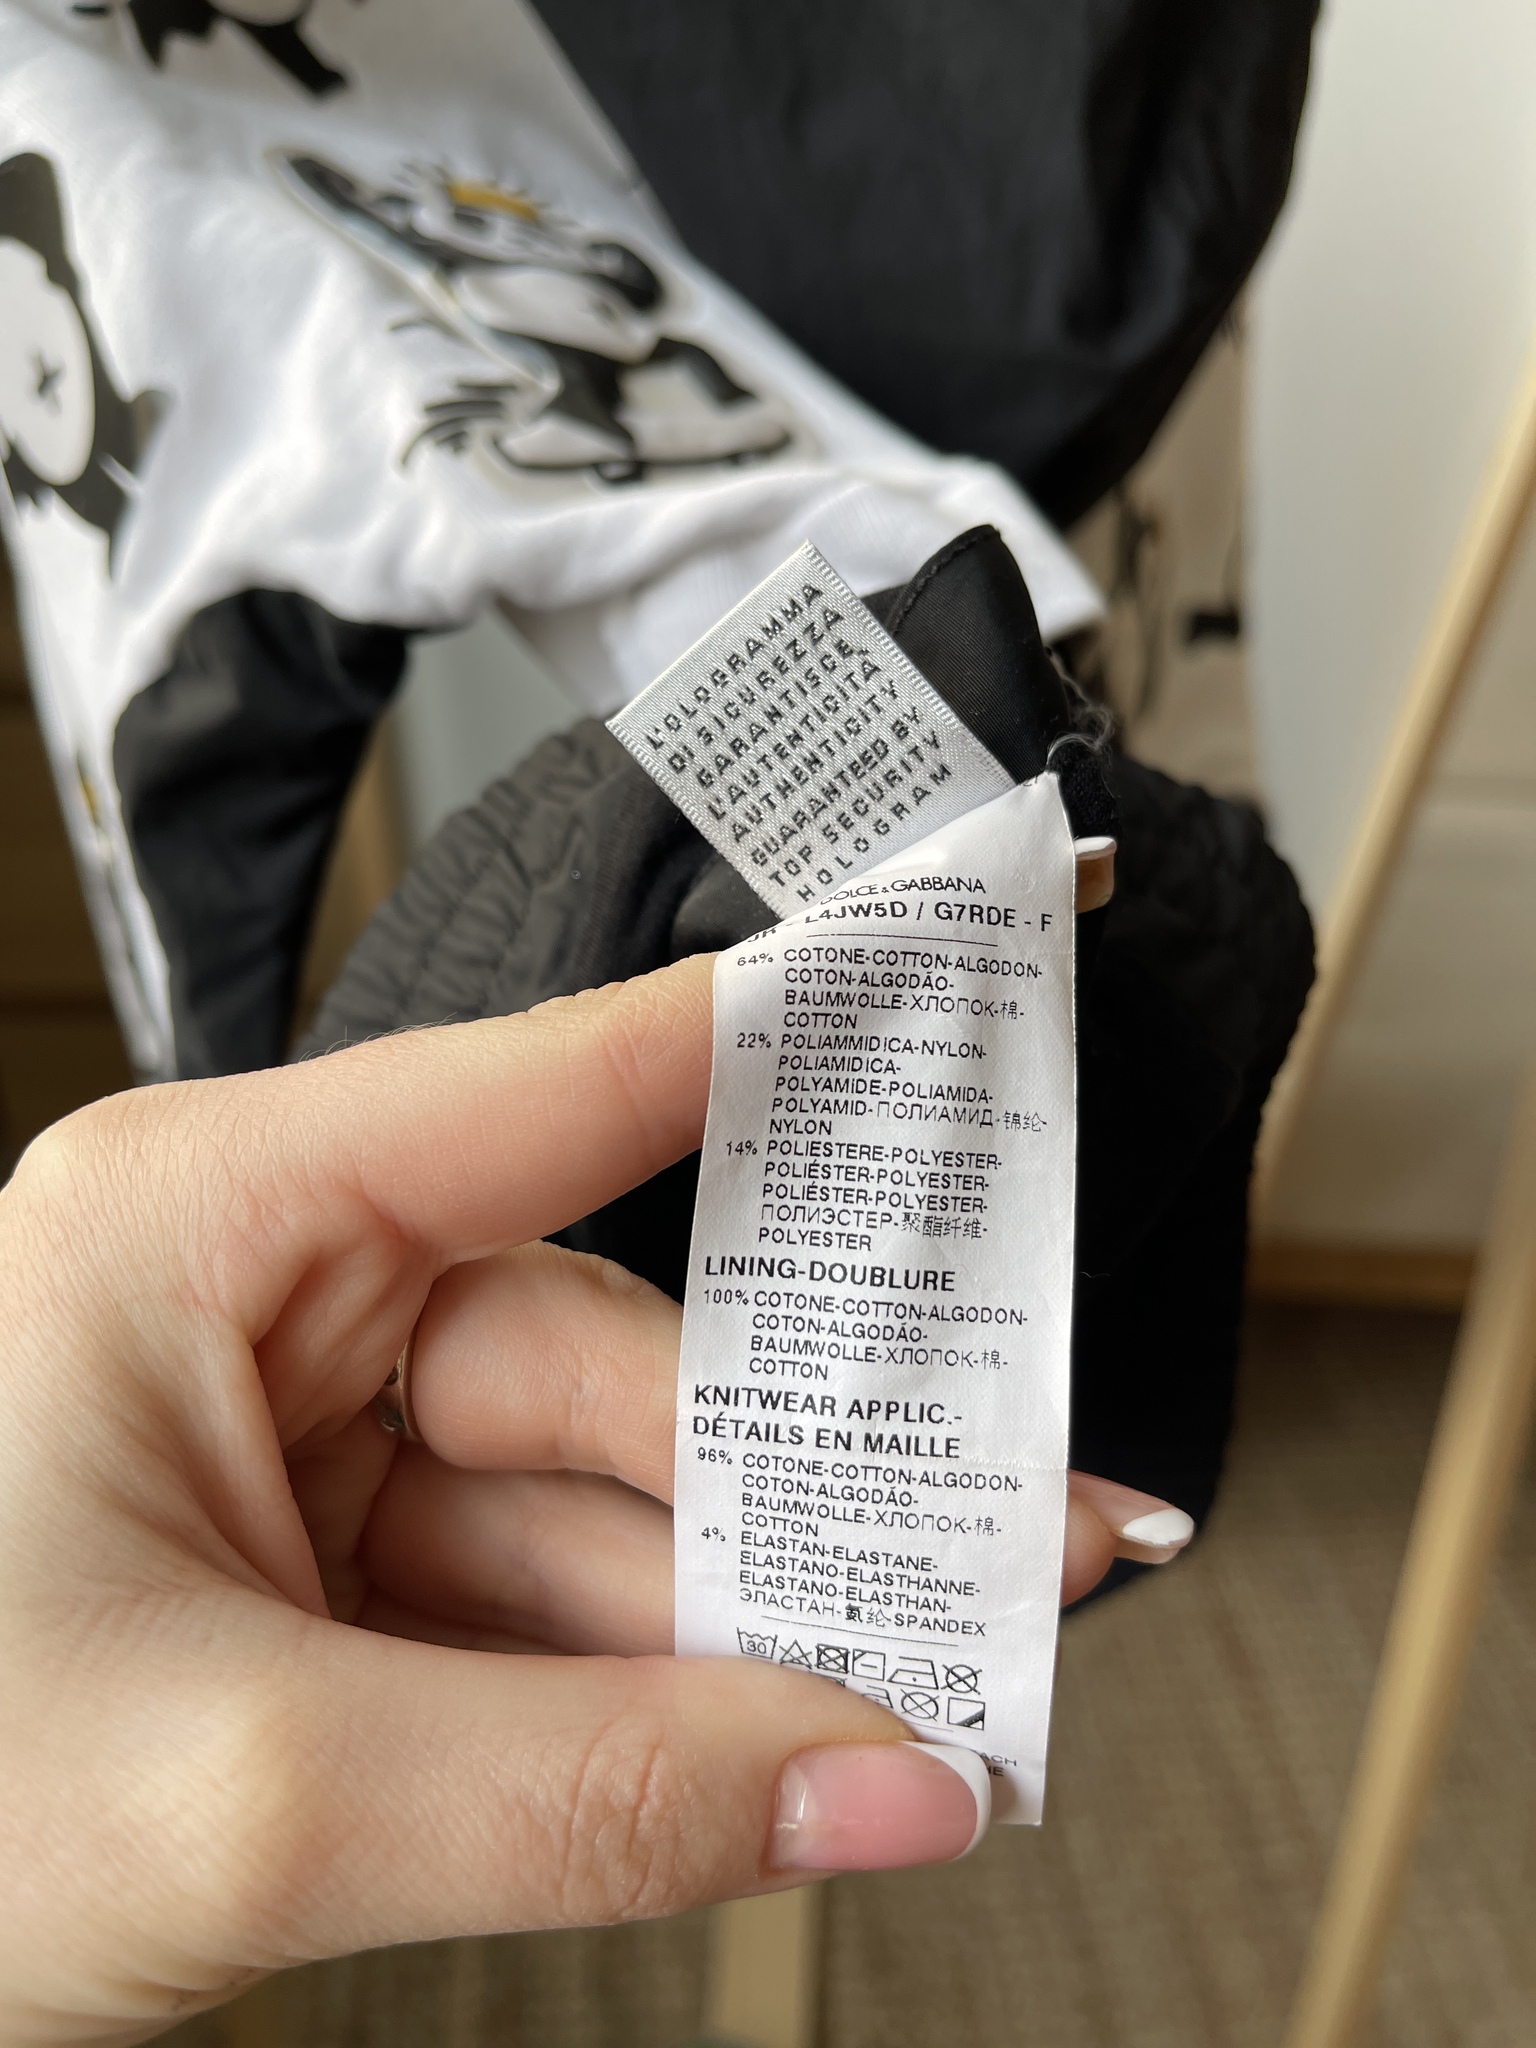 L'OLOGRAMMA
DI SICUREZZA
GARANTISCE
L'AUTENTICITÀ
AUTHENTICITY
GUARANTEED BY
TOP SECURITY
HOLOGRAM
DOLCE & GABBANA
L4JW5D / G7RDE - F
64% COTONE-COTTON-ALGODON-
COTON-ALGODÃO-
BAUMWOLLE-ХЛОПОК-棉-
COTTON
22% POLIAMMIDICA-NYLON-
POLIAMIDICA-
POLYAMIDE-POLIAMIDA-
POLYAMID-ПОЛИАМИД-锦纶-
NYLON
14% POLIESTERE-POLYESTER-
POLIÉSTER-POLYESTER-
POLIÉSTER-POLYESTER-
ПОЛИЭСТЕР-聚酯纤维-
POLYESTER
LINING-DOUBLURE
100% COTONE-COTTON-ALGODON-
COTON-ALGODÃO-
BAUMWOLLE-ХЛОПОК-棉-
COTTON
KNITWEAR APPLIC.-
DÉTAILS EN MAILLE
96% COTONE-COTTON-ALGODON-
COTON-ALGODÃO-
BAUMWOLLE-ХЛОПОК-棉-
COTTON
4% ELASTAN-ELASTANE-
ELASTANO-ELASTHANNE-
ELASTANO-ELASTHAN-
ЭЛАСТАН-氨纶-SPANDEX
30